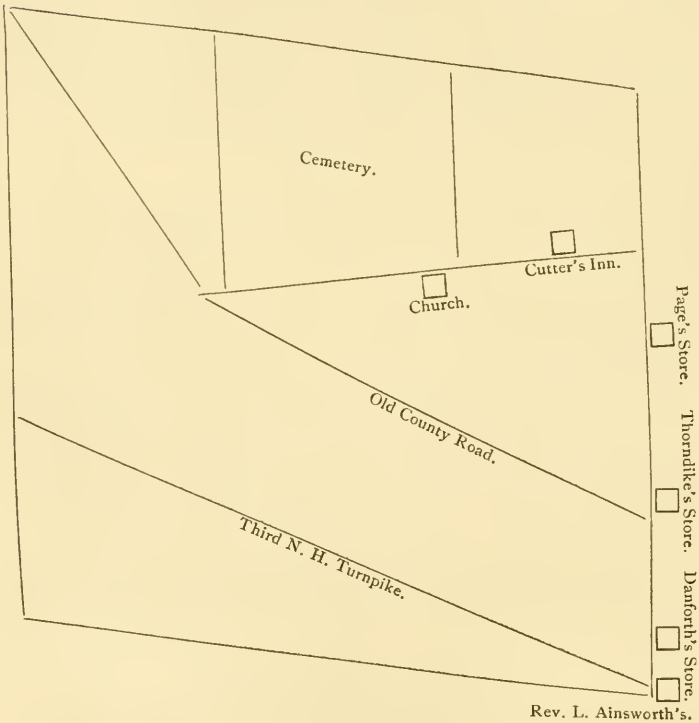 Cemetery.
Cutter's Inn.
Church.
Page's Store.
Old County Road.
Thorndike's Store.
Third N. H. Turnpike.
Danforth's Store.
Rev. L. Ainsworth's.